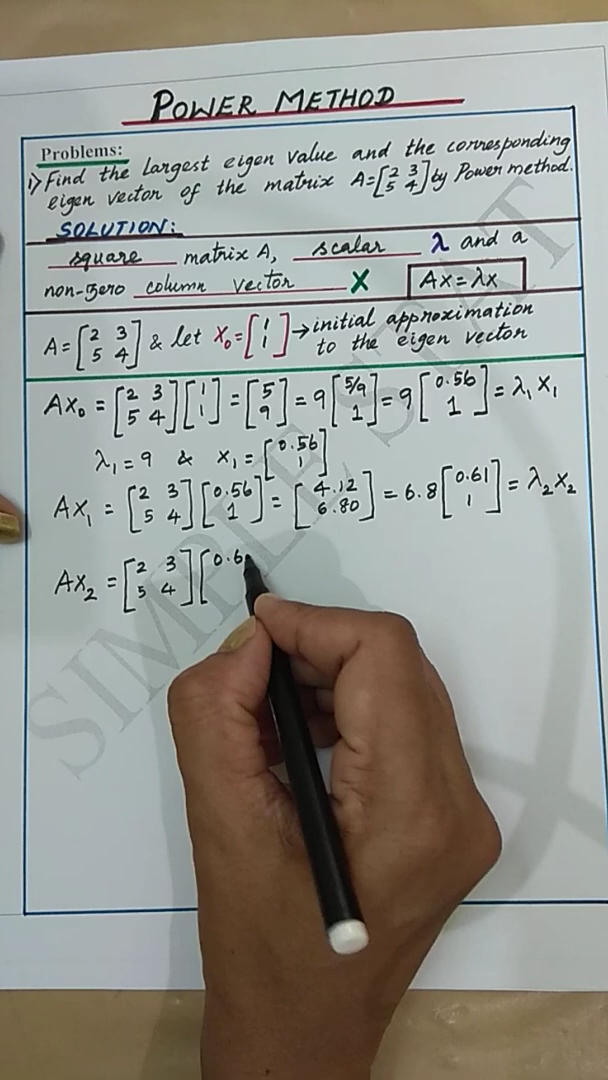 POWER METHOD
Problems:
1) Find the Largest eigen value and the corresponding
eigen vector of the matrix A=[2 3 5 4] by Power method.
SOLUTION:
square matrix A, scalar λ and a
non-zero column vector X Ax=λx
A = [2 3 5 4] & let X₀ = [1 1] → initial approximation
to the eigen vector
AX₀ = [2 3 5 4] [1 1] = [5 9] = 9 [5/9 1] = 9 [0.56 1] = λ₁ X₁
λ₁ = 9 & X₁ = [0.56 1]
AX₁ = [2 3 5 4] [0.56 1] = [4.12 6.80] = 6.8 [0.61 1] = λ₂X₂
AX₂ = [2 3 5 4] [0.6
SIMPLE STAT